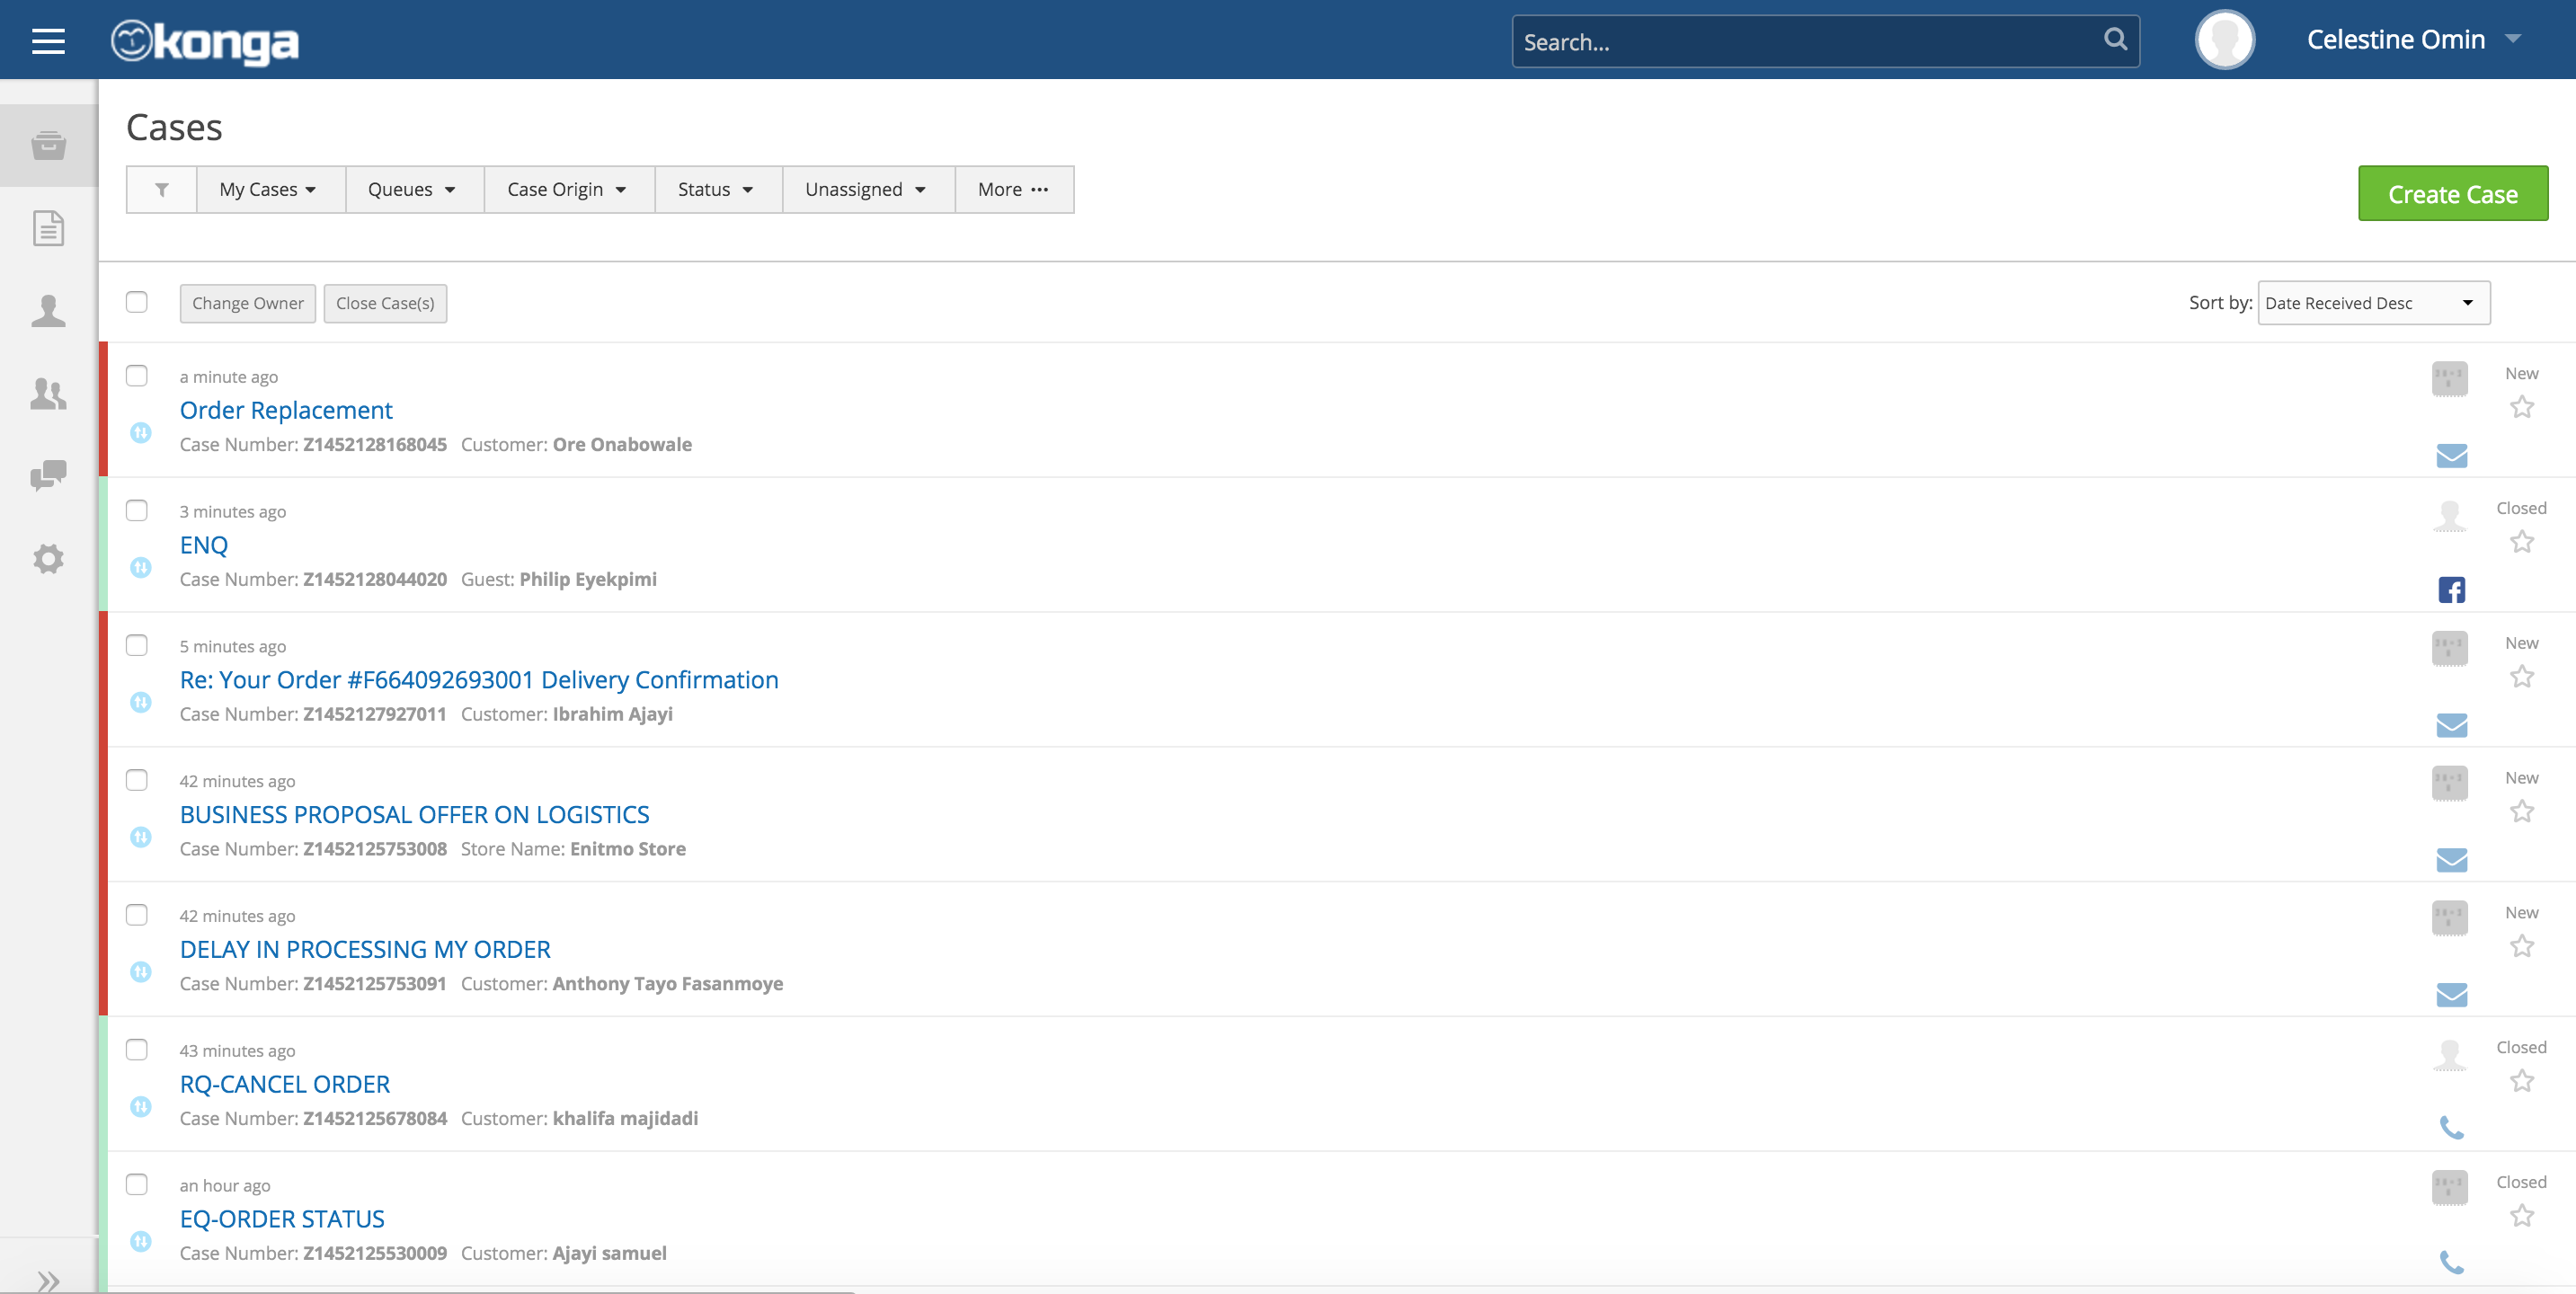 konga
Search...
Celestine Omin
Cases
My Cases
Queues
Case Origin
Status
Unassigned
More ···
Create Case
Change Owner
Close Case(s)
Sort by: Date Received Desc
a minute ago
New
Order Replacement
Case Number: Z1452128168045 Customer: Ore Onabowale
3 minutes ago
Closed
ENQ
Case Number: Z1452128044020 Guest: Philip Eyekpimi
5 minutes ago
New
Re: Your Order #F664092693001 Delivery Confirmation
Case Number: Z1452127927011 Customer: Ibrahim Ajayi
42 minutes ago
New
BUSINESS PROPOSAL OFFER ON LOGISTICS
Case Number: Z1452125753008 Store Name: Enitmo Store
42 minutes ago
New
DELAY IN PROCESSING MY ORDER
Case Number: Z1452125753091 Customer: Anthony Tayo Fasanmoye
43 minutes ago
Closed
RQ-CANCEL ORDER
Case Number: Z1452125678084 Customer: khalifa majidadi
an hour ago
Closed
EQ-ORDER STATUS
Case Number: Z1452125530009 Customer: Ajayi samuel